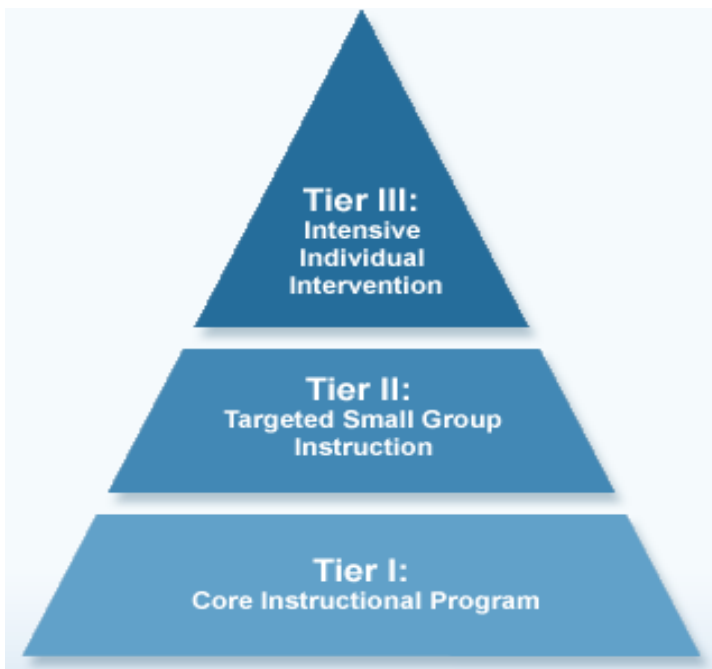 Tier III:
Intensive
Individual
Intervention
Tier II:
Targeted Small Group
Instruction
Tier I:
Core Instructional Program